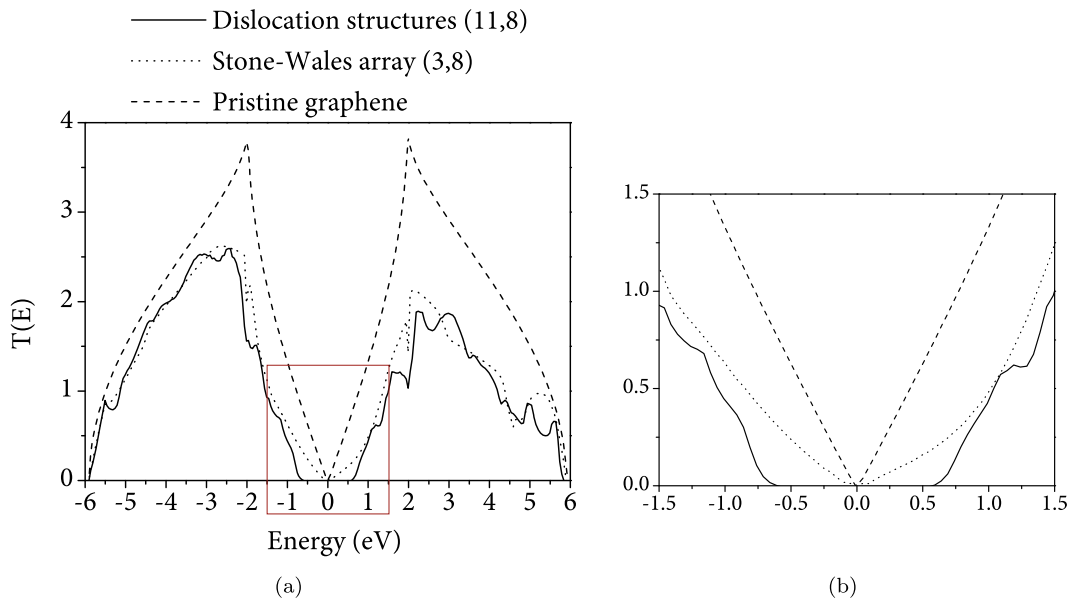 Dislocation structures (11,8)
Stone-Wales array (3,8)
Pristine graphene
4
3
2
1
0
T(E)
-6 -5 -4 -3 -2 -1 0 1 2 3 4 5 6
Energy (eV)
(a)
1.5
1.0
0.5
0.0
-1.5 -1.0 -0.5 0.0 0.5 1.0 1.5
(b)